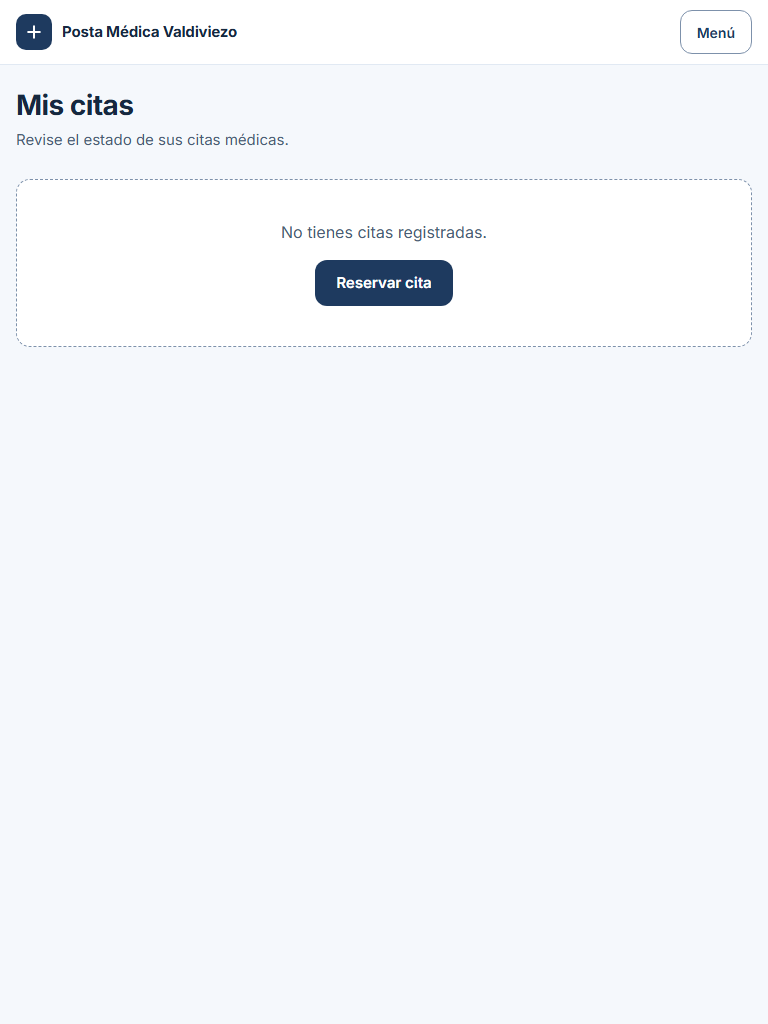 Posta Médica Valdiviezo
Menú
Mis citas
Revise el estado de sus citas médicas.
No tienes citas registradas.
Reservar cita